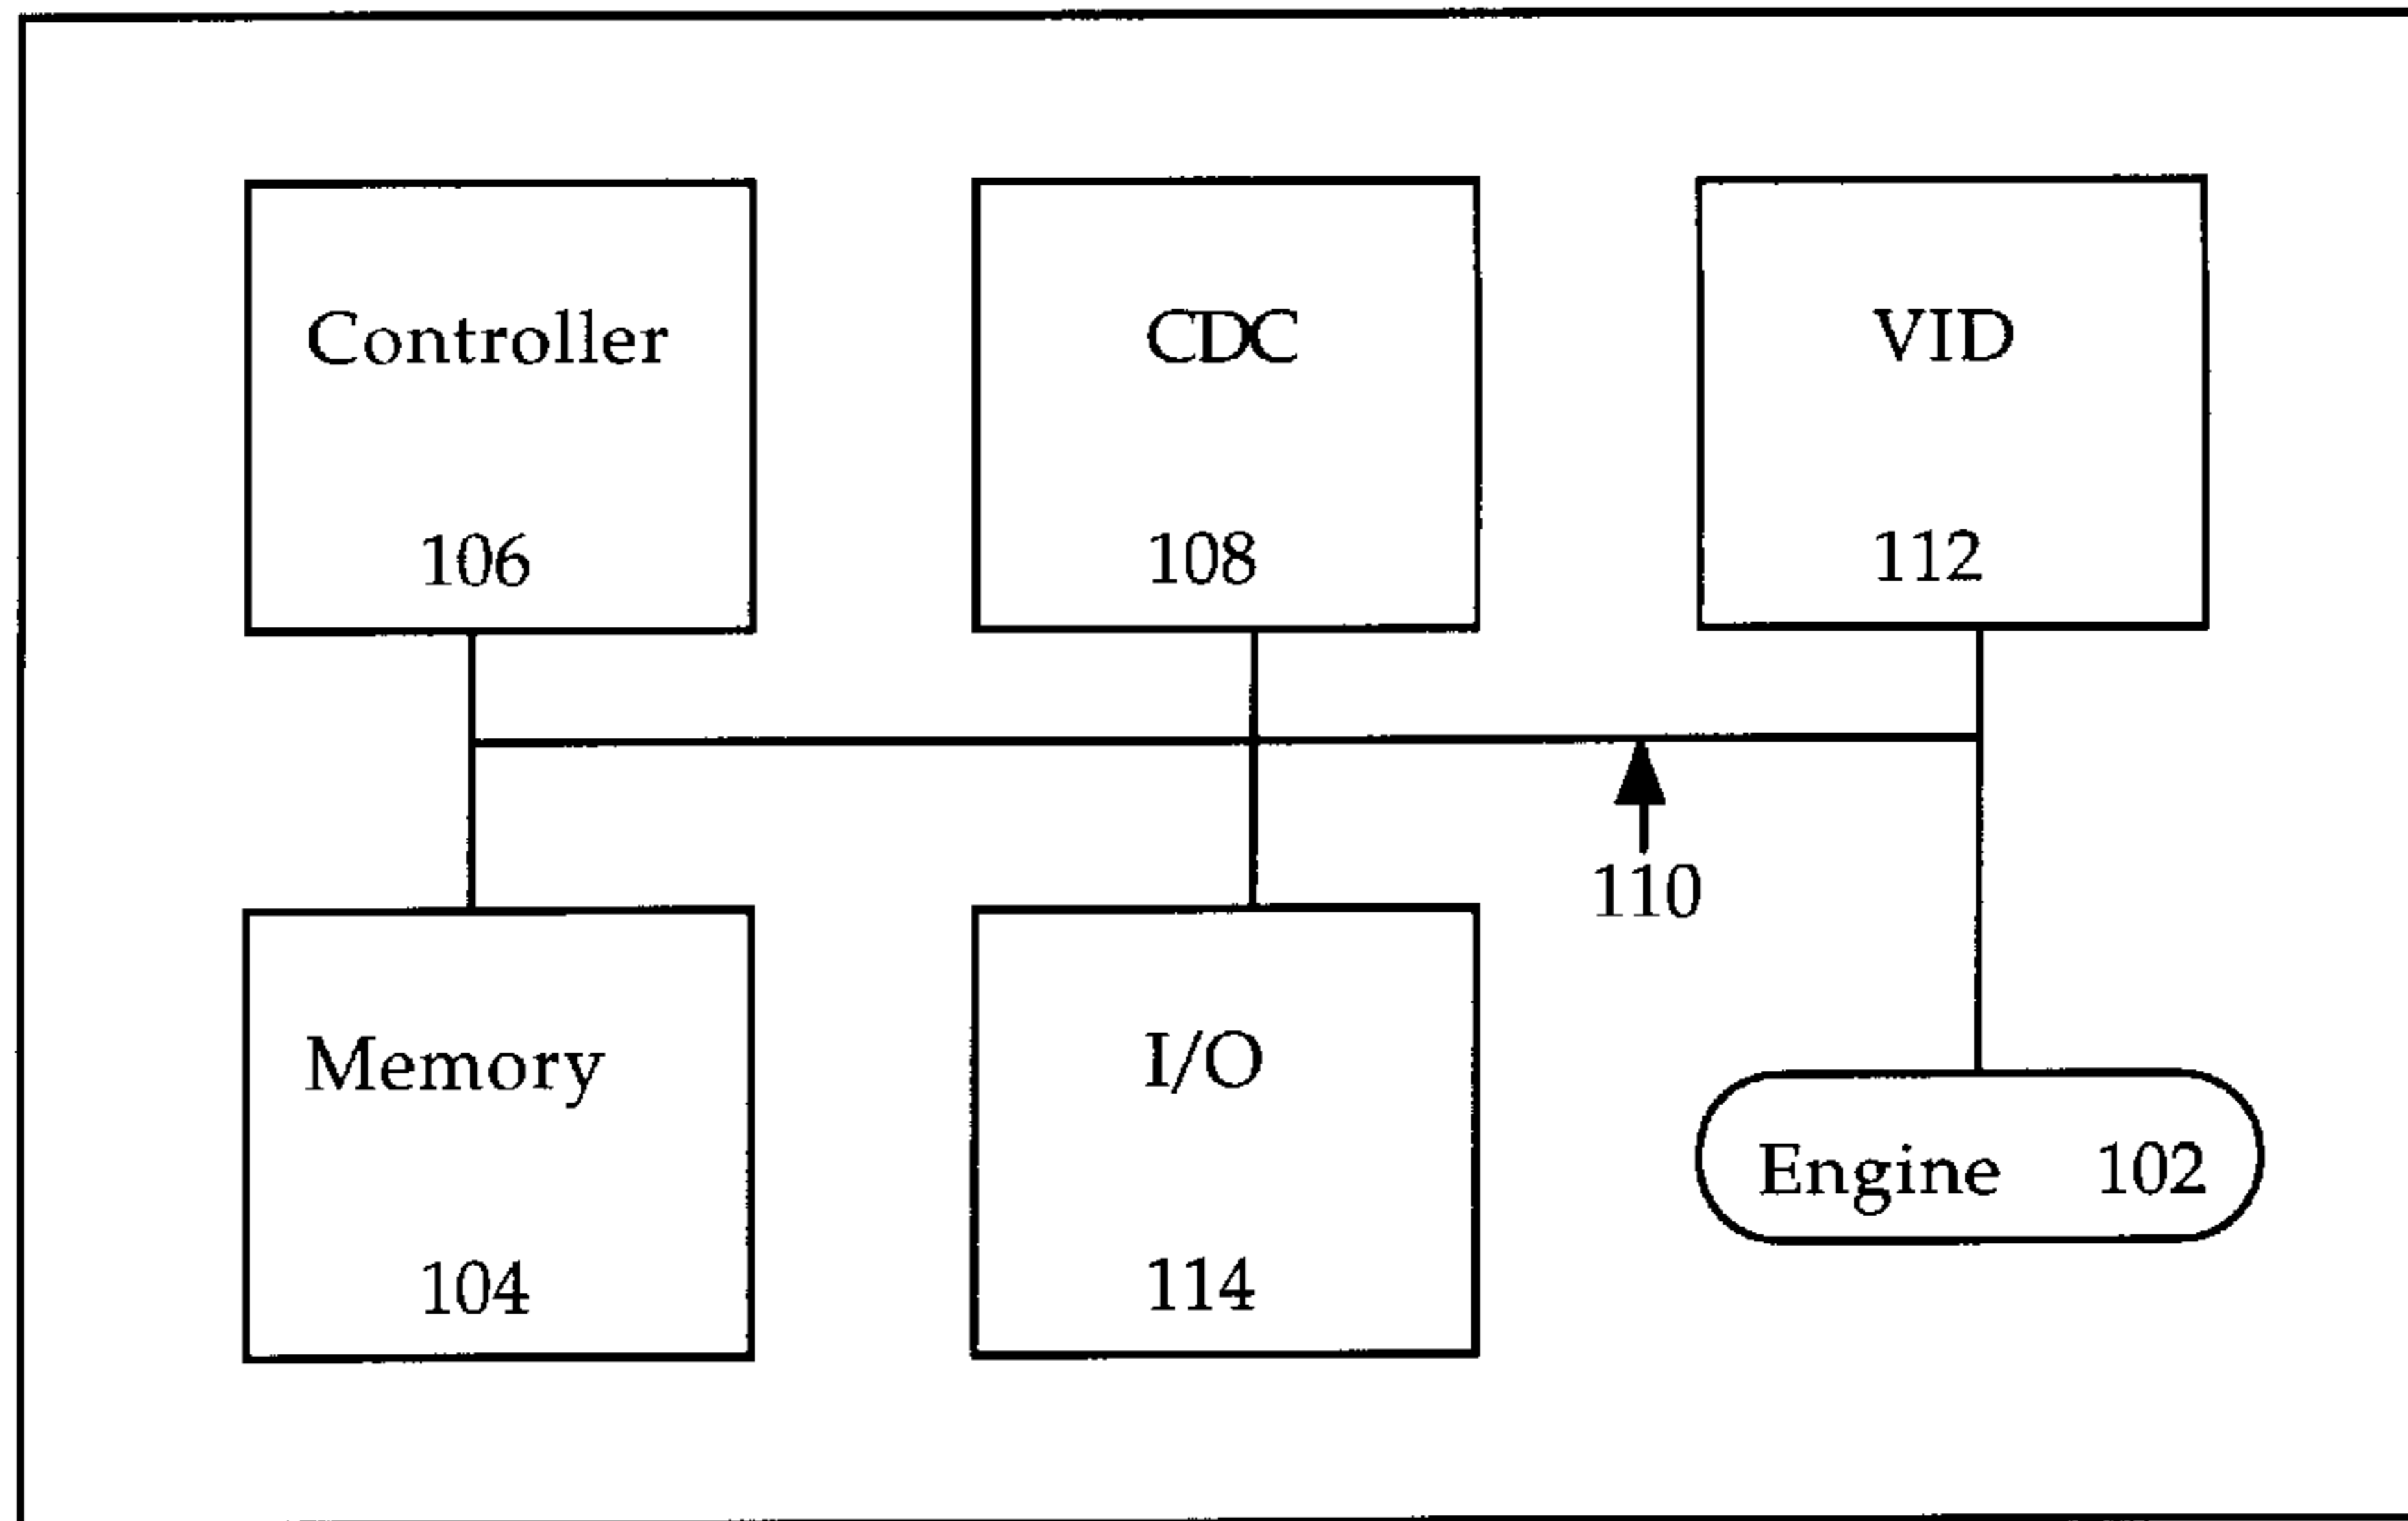 Controller
106
CDC
108
VID
112
110
Memory
104
I/O
114
Engine 102